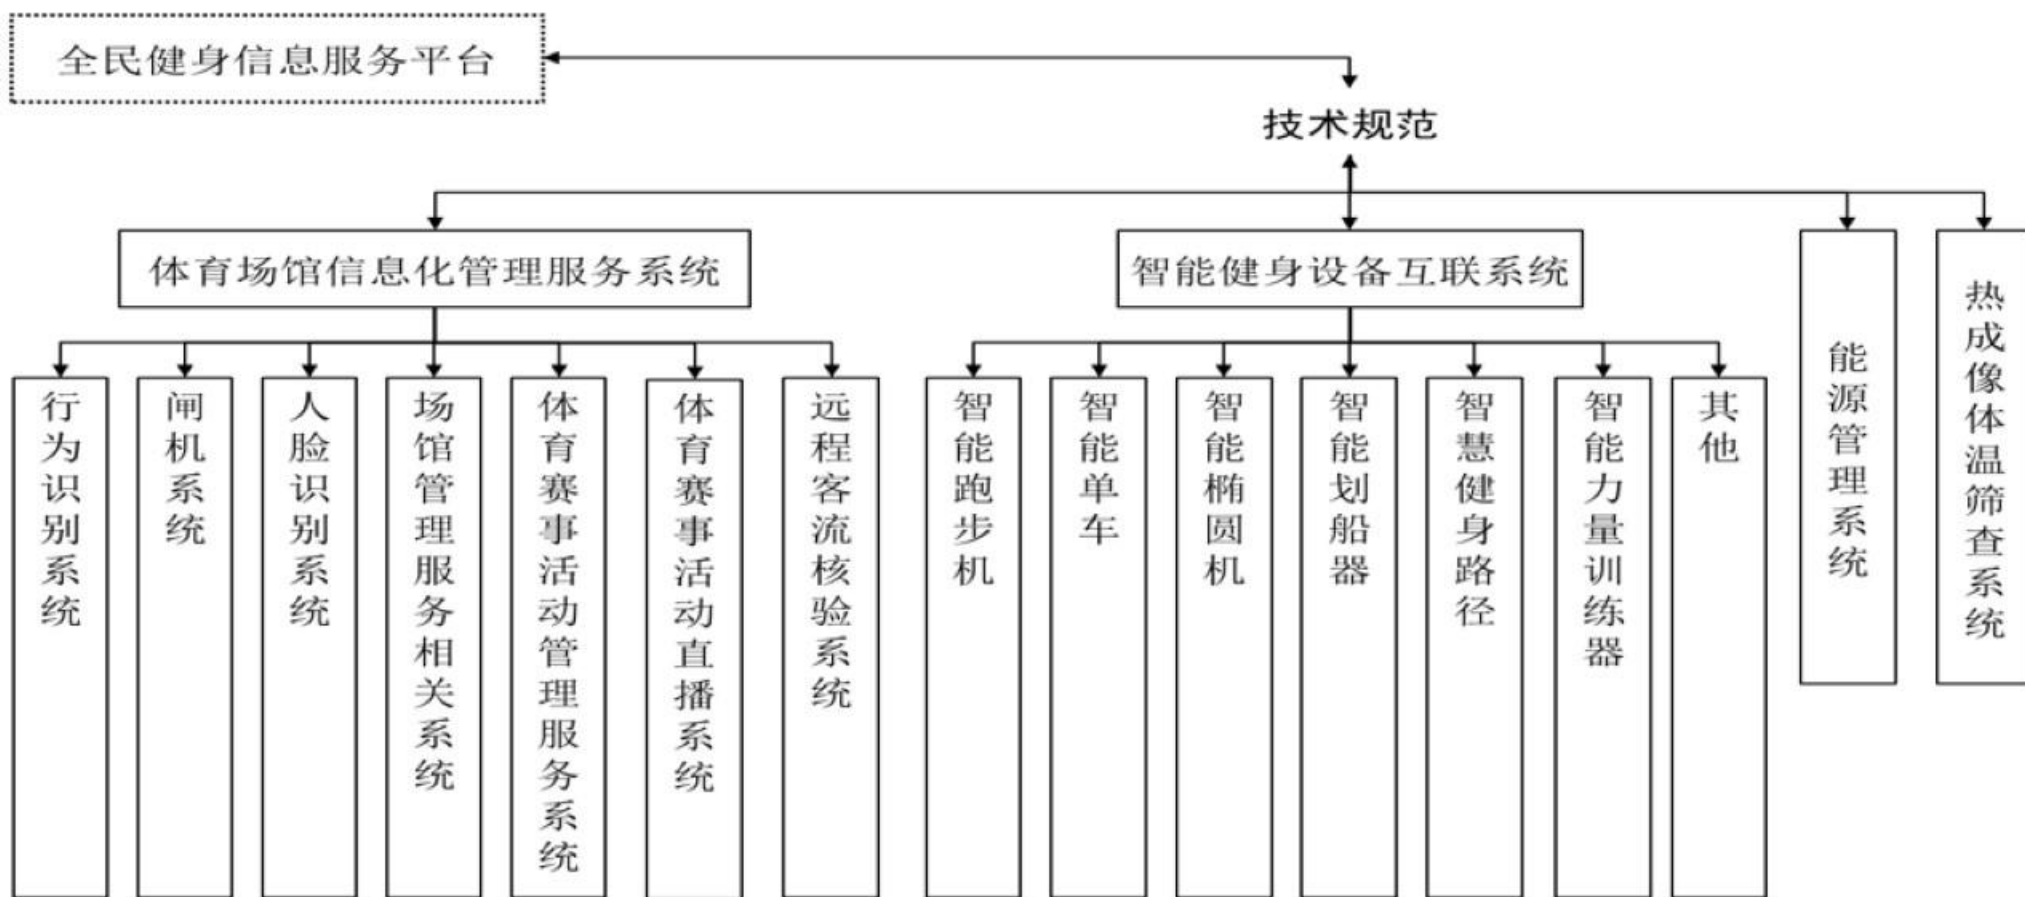 全民健身信息服务平台
技术规范
体育场馆信息化管理服务系统
智能健身设备互联系统
能源管理系统
热成像体温筛查系统
行为识别系统
闸机系统
人脸识别系统
场馆管理服务相关系统
体育赛事活动管理服务系统
体育赛事活动直播系统
远程客流核验系统
智能跑步机
智能单车
智能椭圆机
智能划船器
智慧健身路径
智能力量训练器
其他